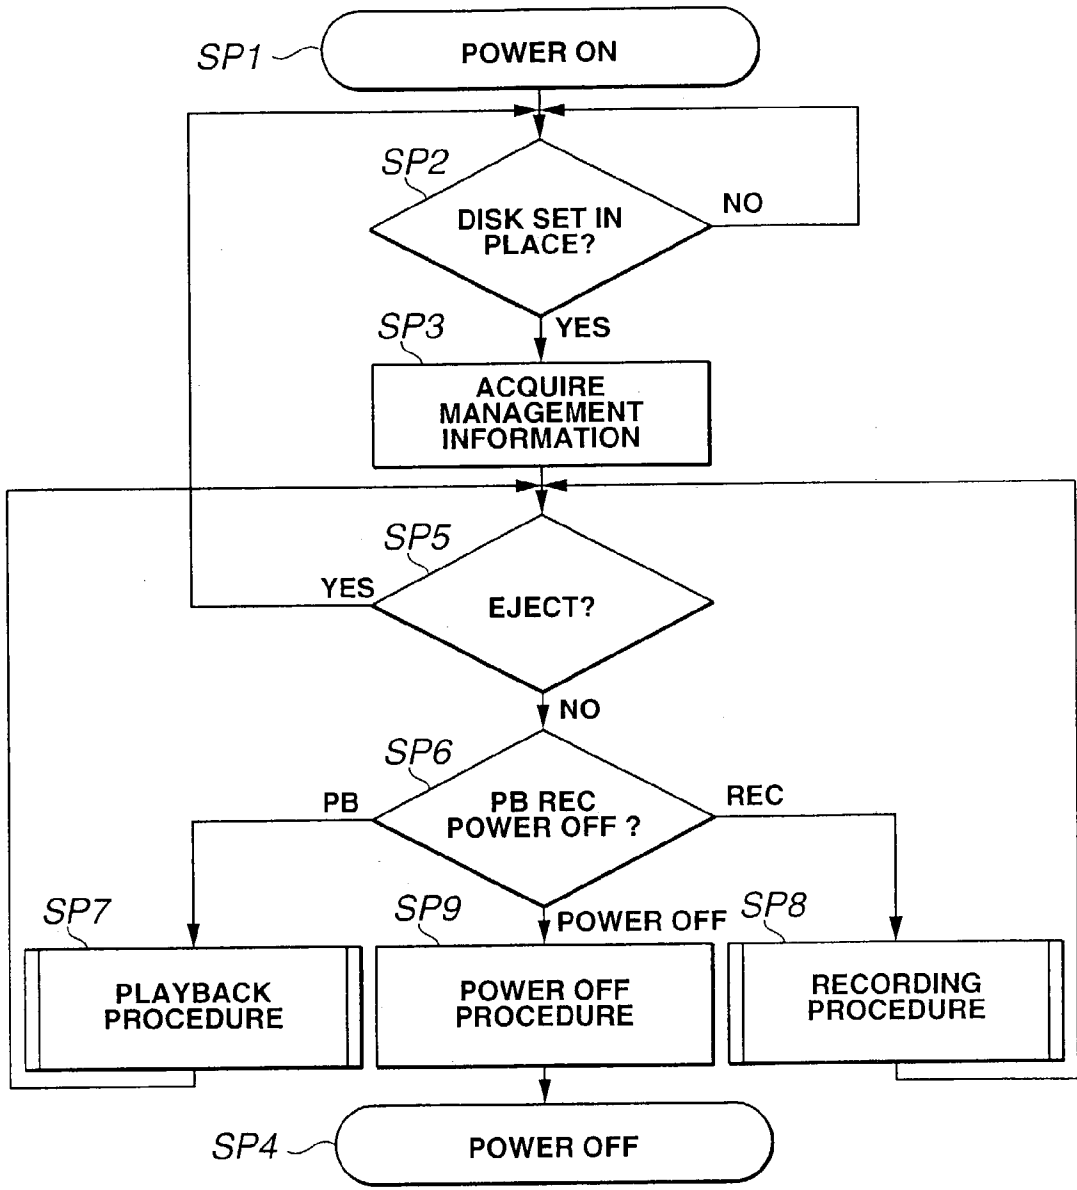 SP1
POWER ON
SP2
DISK SET IN
PLACE?
NO
YES
SP3
ACQUIRE
MANAGEMENT
INFORMATION
SP5
YES
EJECT?
NO
SP6
PB
PB REC
POWER OFF ?
REC
SP7
SP9
POWER OFF
SP8
PLAYBACK
PROCEDURE
POWER OFF
PROCEDURE
RECORDING
PROCEDURE
SP4
POWER OFF